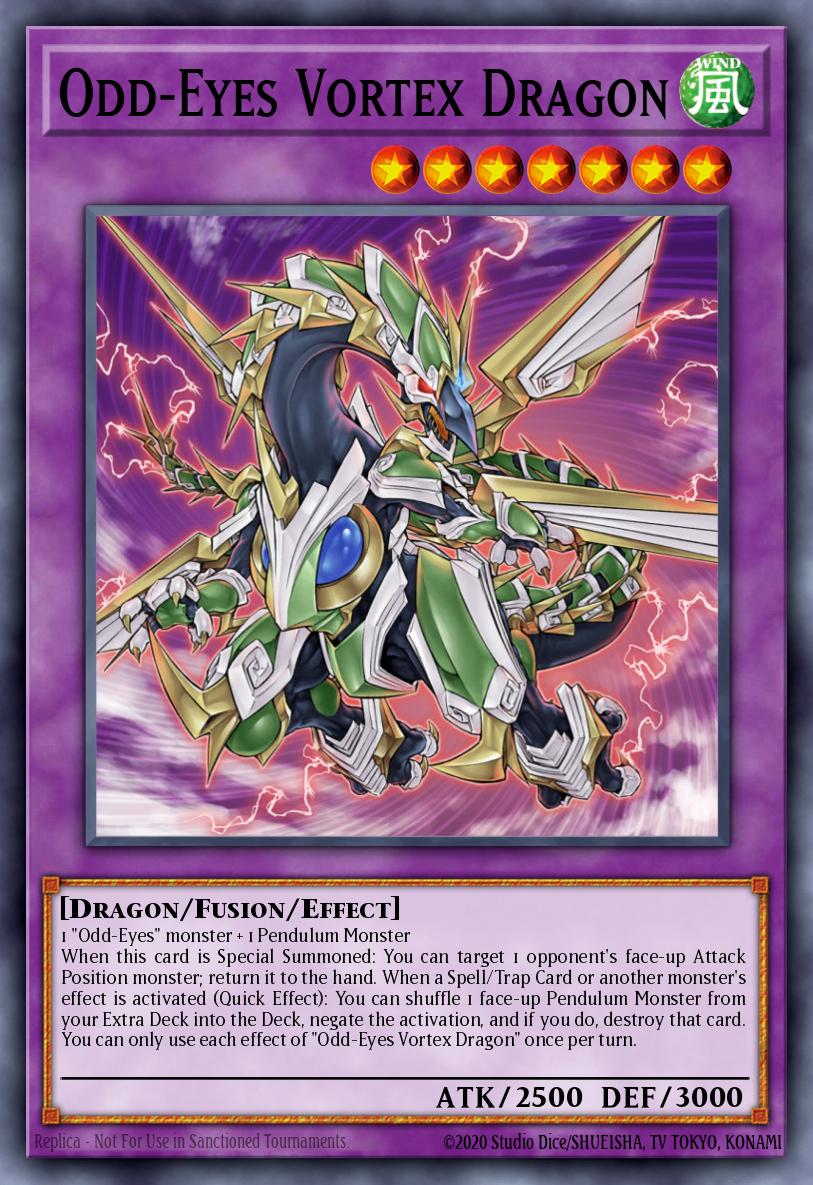 Odd-Eyes Vortex Dragon
WIND
風
[Dragon/Fusion/Effect]
1 "Odd-Eyes" monster + 1 Pendulum Monster
When this card is Special Summoned: You can target 1 opponent's face-up Attack
Position monster; return it to the hand. When a Spell/Trap Card or another monster's
effect is activated (Quick Effect): You can shuffle 1 face-up Pendulum Monster from
your Extra Deck into the Deck, negate the activation, and if you do, destroy that card.
You can only use each effect of "Odd-Eyes Vortex Dragon" once per turn.
ATK/2500 DEF/3000
Replica - Not For Use in Sanctioned Tournaments.
©2020 Studio Dice/SHUEISHA, TV TOKYO, KONAMI